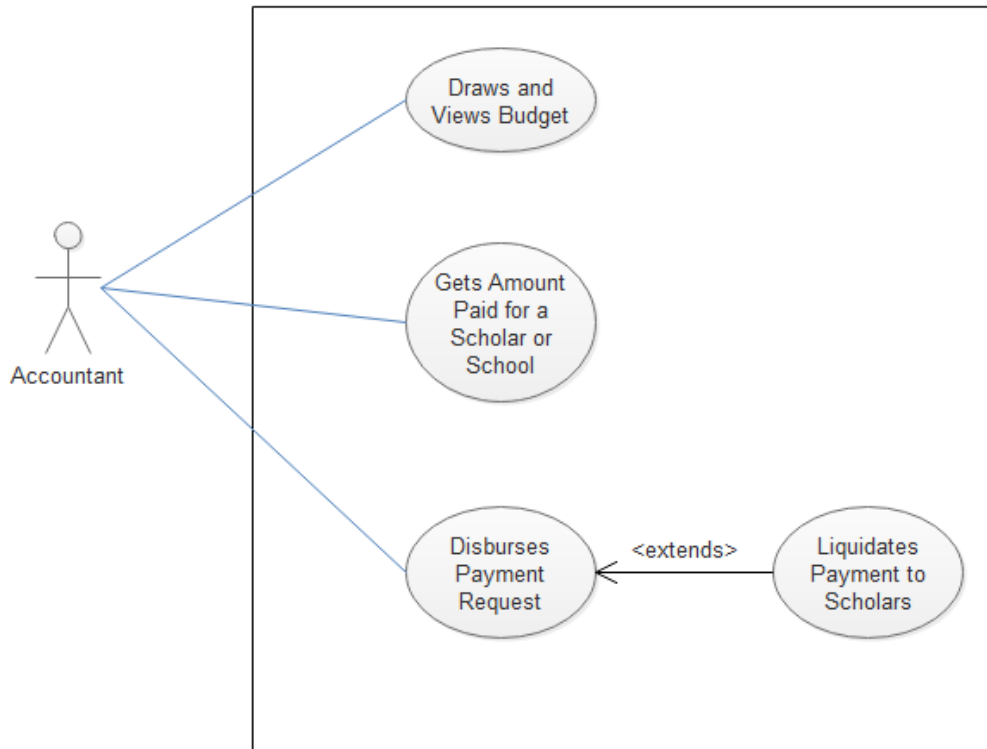 Draws and
Views Budget
Gets Amount
Paid for a
Scholar or
School
Accountant
Disburses
Payment
Request
<extends>
Liquidates
Payment to
Scholars